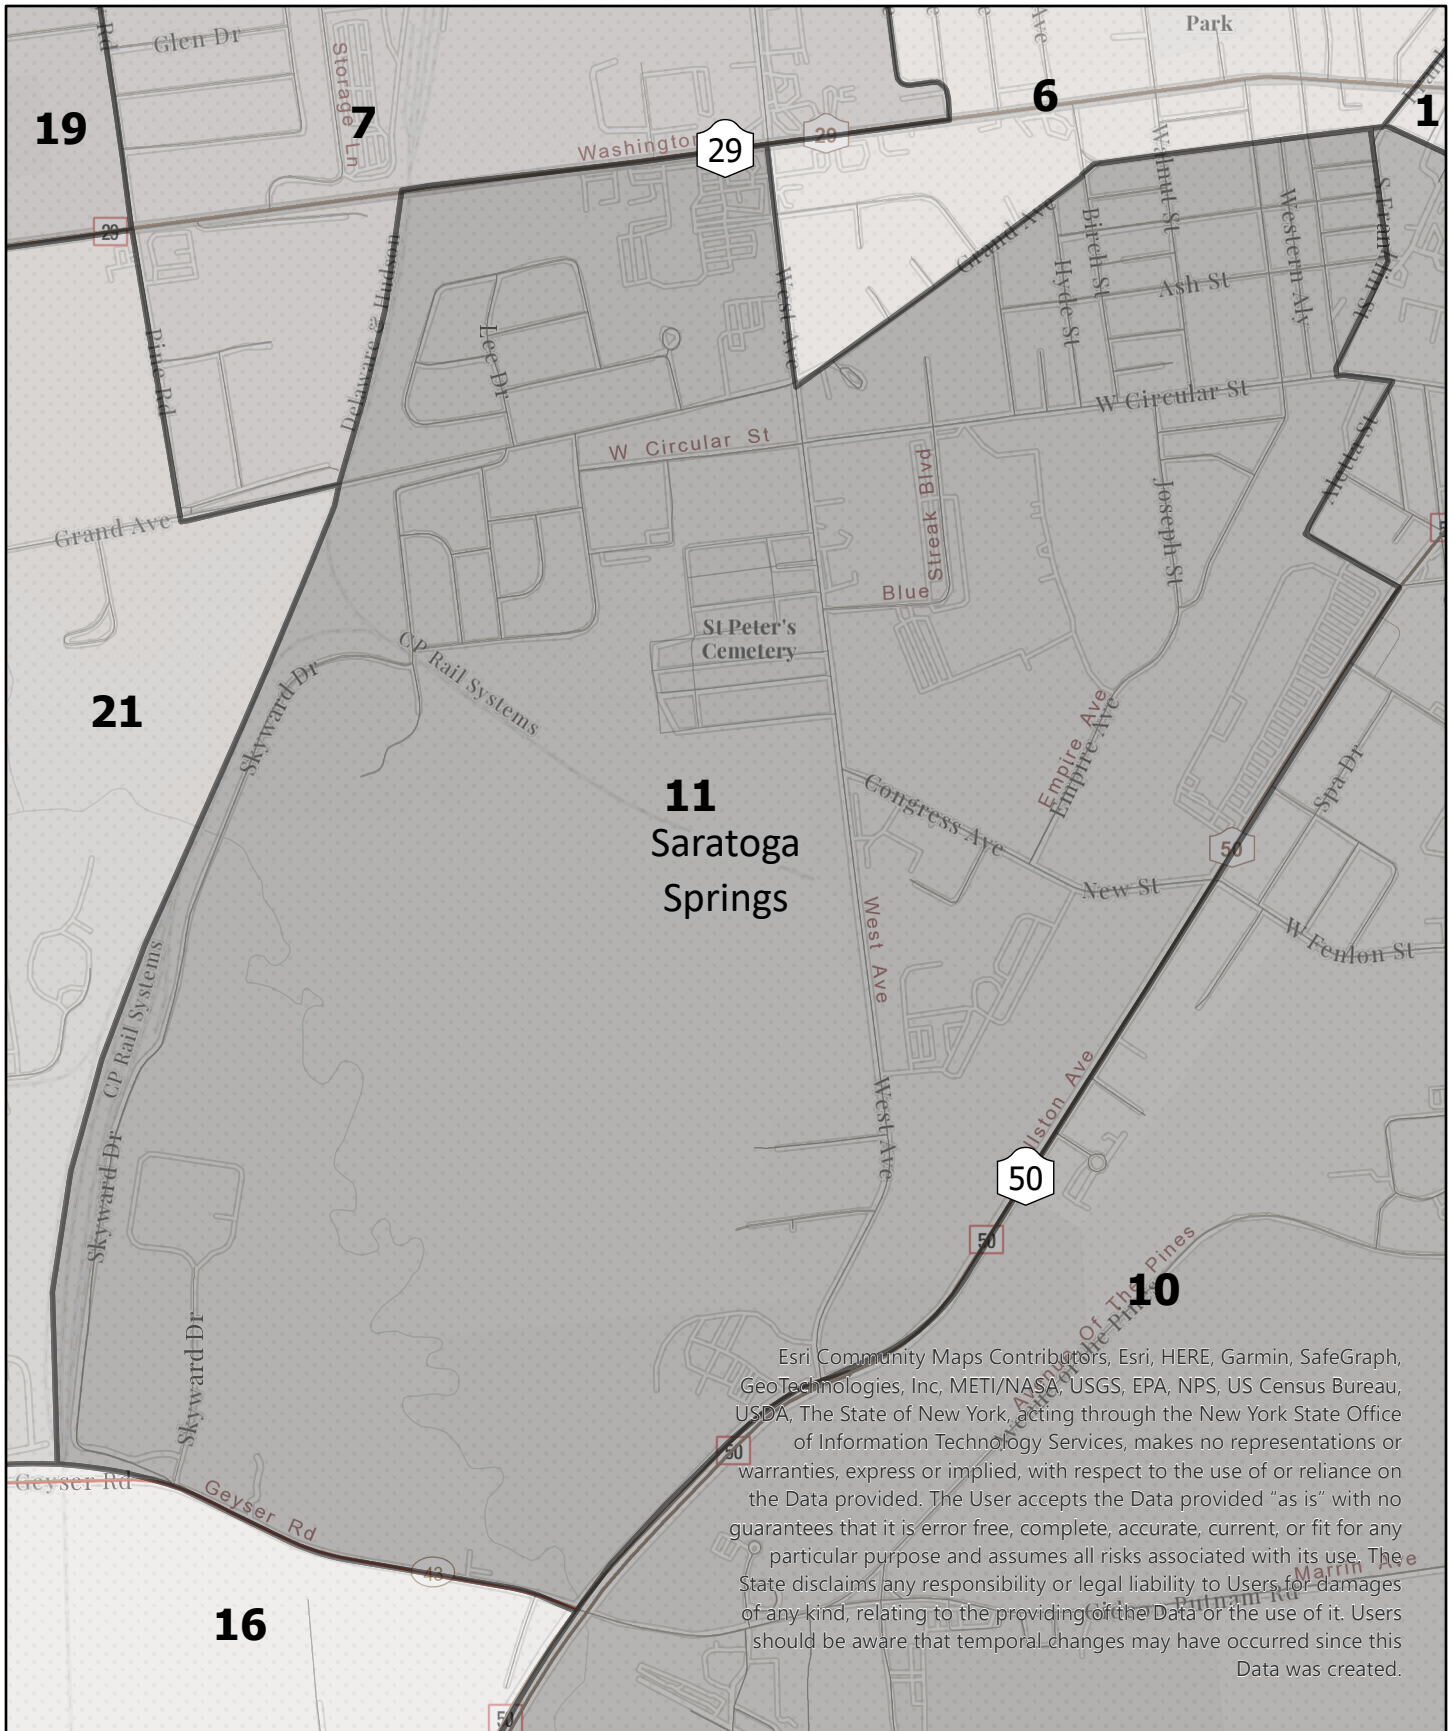 Park
Glen Dr
Storage Ln
19
7
6
1
Washington
29
29
29
Walnut St
Birch St
Hyde St
Ash St
Western Aly
Grand Ave
West Ave
Delaware & Hudson
Pine Rd
Lee Dr
W Circular St
W Circular St
Aletta St
Joseph St
Blue Streak Blvd
Grand Ave
St Peter's
Cemetery
CP Rail Systems
Skyward Dr
21
11
Saratoga
Springs
Empire Ave
Empire Ave
Congress Ave
New St
Spa Dr
50
W Fenlon St
West Ave
CP Rail Systems
West Ave
50
50
Skyward Dr
10
Avenue Of The Pines
Avenue of the Pines
Skyward Dr
50
Geyser Rd
Geyser Rd
43
16
50
Marrin Ave
Gideon Putnam Rd
Esri Community Maps Contributors, Esri, HERE, Garmin, SafeGraph,
GeoTechnologies, Inc, METI/NASA, USGS, EPA, NPS, US Census Bureau,
USDA, The State of New York, acting through the New York State Office
of Information Technology Services, makes no representations or
warranties, express or implied, with respect to the use of or reliance on
the Data provided. The User accepts the Data provided “as is” with no
guarantees that it is error free, complete, accurate, current, or fit for any
particular purpose and assumes all risks associated with its use. The
State disclaims any responsibility or legal liability to Users for damages
of any kind, relating to the providing of the Data or the use of it. Users
should be aware that temporal changes may have occurred since this
Data was created.